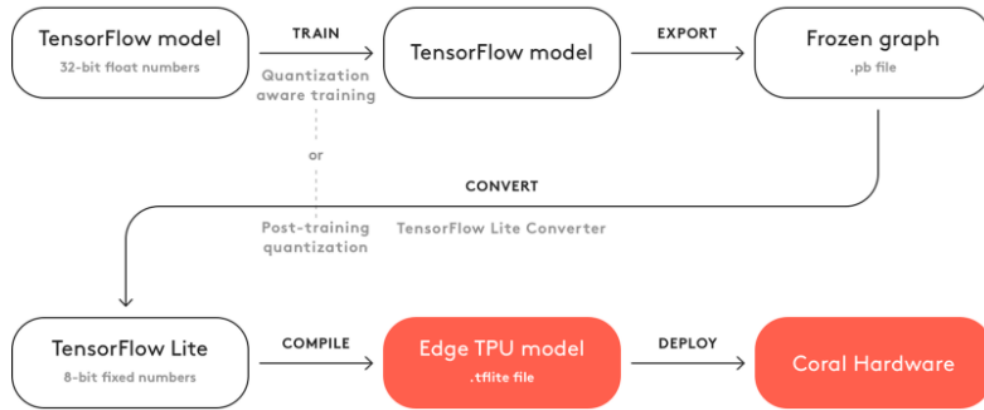 TensorFlow model
32-bit float numbers
TRAIN
Quantization
aware training
TensorFlow model
EXPORT
Frozen graph
.pb file
or
CONVERT
Post-training
quantization
TensorFlow Lite Converter
TensorFlow Lite
8-bit fixed numbers
COMPILE
Edge TPU model
.tflite file
DEPLOY
Coral Hardware